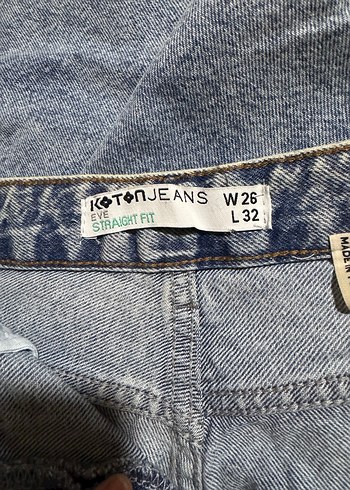 KOTON JEANS W 26
EVE L 32
STRAIGHT FIT
MADE IN